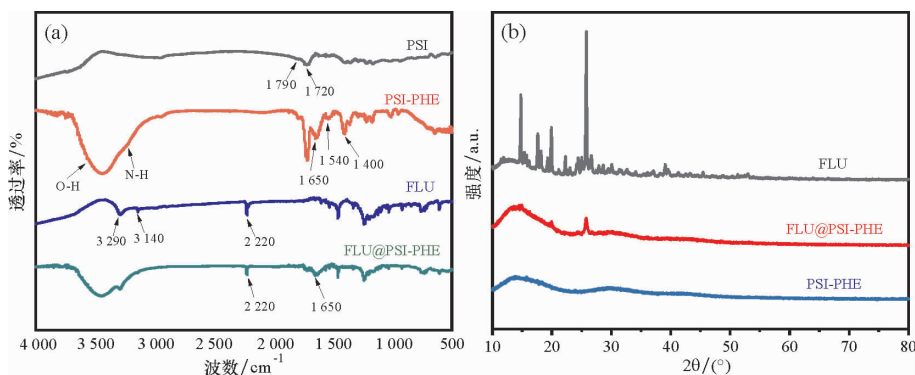 (a)
PSI
1 790
1 720
PSI-PHE
O-H
N-H
1 650
1 540
1 400
FLU
3 290
3 140
2 220
FLU@PSI-PHE
2 220
1 650
透过率/%
4 000 3 500 3 000 2 500 2 000 1 500 1 000 500
波数/cm⁻¹
(b)
FLU
FLU@PSI-PHE
PSI-PHE
强度/a.u.
10 20 30 40 50 60 70 80
2θ/(°)